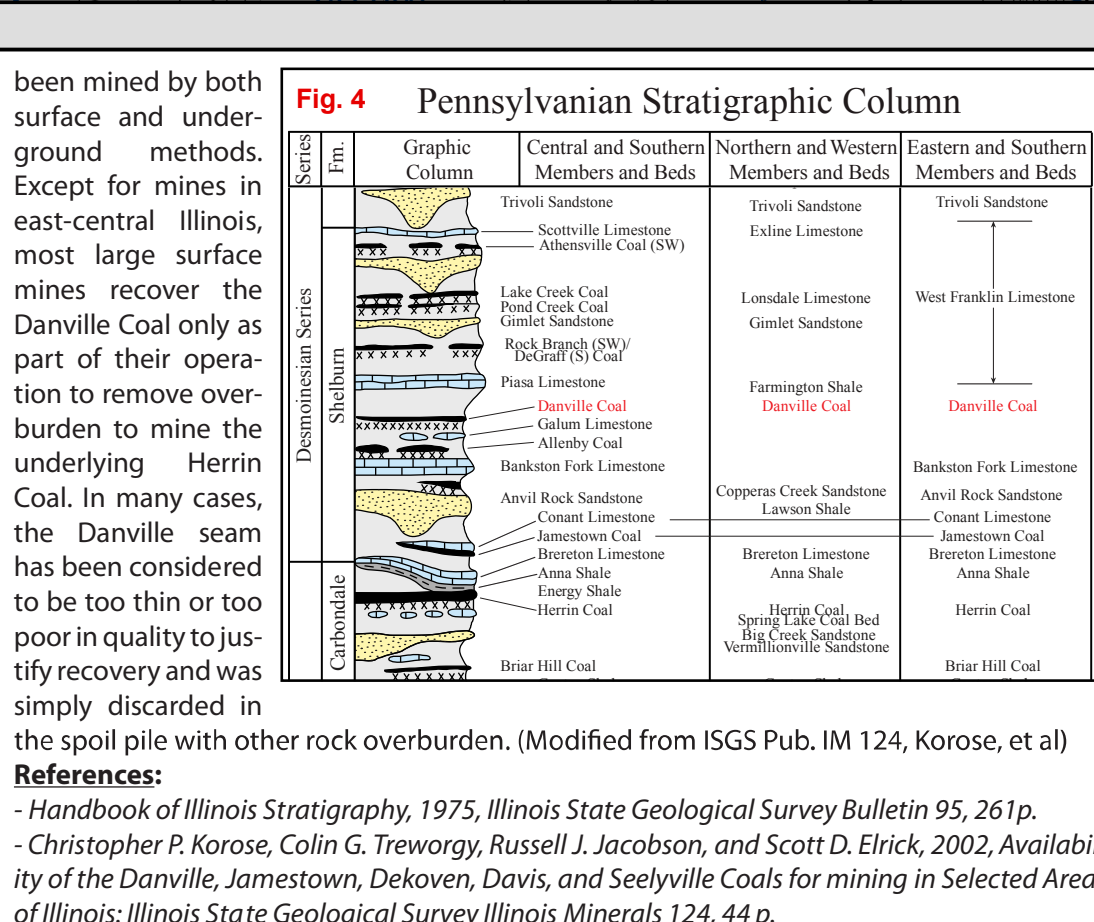 been mined by both
surface and under-
ground methods.
Except for mines in
east-central Illinois,
most large surface
mines recover the
Danville Coal only as
part of their opera-
tion to remove over-
burden to mine the
underlying Herrin
Coal. In many cases,
the Danville seam
has been considered
to be too thin or too
poor in quality to jus-
tify recovery and was
simply discarded in
the spoil pile with other rock overburden. (Modified from ISGS Pub. IM 124, Korose, et al)
Fig. 4 Pennsylvanian Stratigraphic Column
Series
Fm.
Graphic
Column
Central and Southern
Members and Beds
Northern and Western
Members and Beds
Eastern and Southern
Members and Beds
Desmoinesian Series
Shelburn
Carbondale
Trivoli Sandstone
Scottville Limestone
Athensville Coal (SW)
Lake Creek Coal
Pond Creek Coal
Gimlet Sandstone
Rock Branch (SW)/
DeGraff (S) Coal
Piasa Limestone
Danville Coal
Galum Limestone
Allenby Coal
Bankston Fork Limestone
Anvil Rock Sandstone
Conant Limestone
Jamestown Coal
Brereton Limestone
Anna Shale
Energy Shale
Herrin Coal
Briar Hill Coal
Trivoli Sandstone
Exline Limestone
Lonsdale Limestone
Gimlet Sandstone
Farmington Shale
Danville Coal
Copperas Creek Sandstone
Lawson Shale
Brereton Limestone
Anna Shale
Herrin Coal
Spring Lake Coal Bed
Big Creek Sandstone
Vermillionville Sandstone
Trivoli Sandstone
West Franklin Limestone
Danville Coal
Bankston Fork Limestone
Anvil Rock Sandstone
Conant Limestone
Jamestown Coal
Brereton Limestone
Anna Shale
Herrin Coal
Briar Hill Coal
References:
- Handbook of Illinois Stratigraphy, 1975, Illinois State Geological Survey Bulletin 95, 261p.
- Christopher P. Korose, Colin G. Treworgy, Russell J. Jacobson, and Scott D. Elrick, 2002, Availabil
ity of the Danville, Jamestown, Dekoven, Davis, and Seelyville Coals for mining in Selected Area
of Illinois: Illinois State Geological Survey Illinois Minerals 124, 44 p.